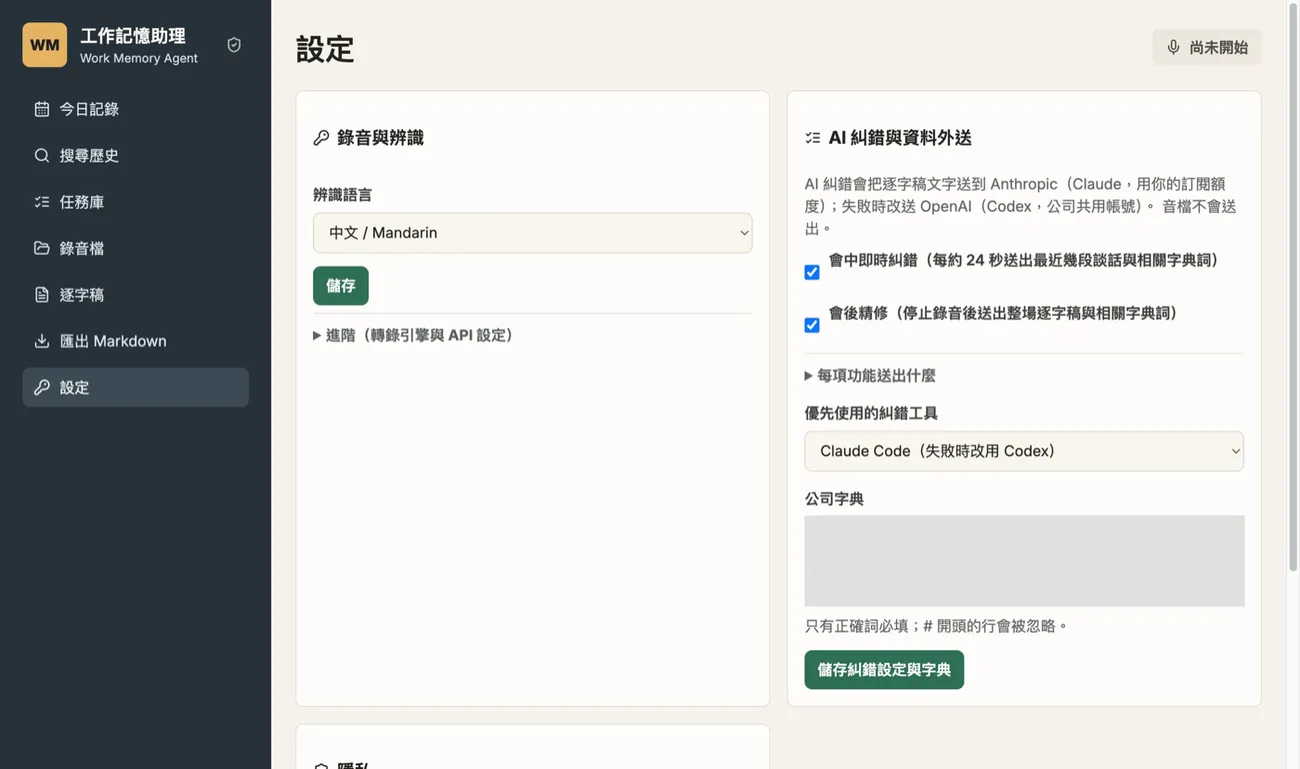 WM
工作記憶助理
Work Memory Agent
今日記錄
搜尋歷史
任務庫
錄音檔
逐字稿
匯出 Markdown
設定
設定
尚未開始
錄音與辨識
辨識語言
中文 / Mandarin
儲存
進階（轉錄引擎與 API 設定）
AI 糾錯與資料外送
AI 糾錯會把逐字稿文字送到 Anthropic（Claude，用你的訂閱額
度）；失敗時改送 OpenAI（Codex，公司共用帳號）。 音檔不會送
出。
會中即時糾錯（每約 24 秒送出最近幾段談話與相關字典詞）
會後精修（停止錄音後送出整場逐字稿與相關字典詞）
每項功能送出什麼
優先使用的糾錯工具
Claude Code（失敗時改用 Codex）
公司字典
只有正確詞必填；# 開頭的行會被忽略。
儲存糾錯設定與字典
隱私